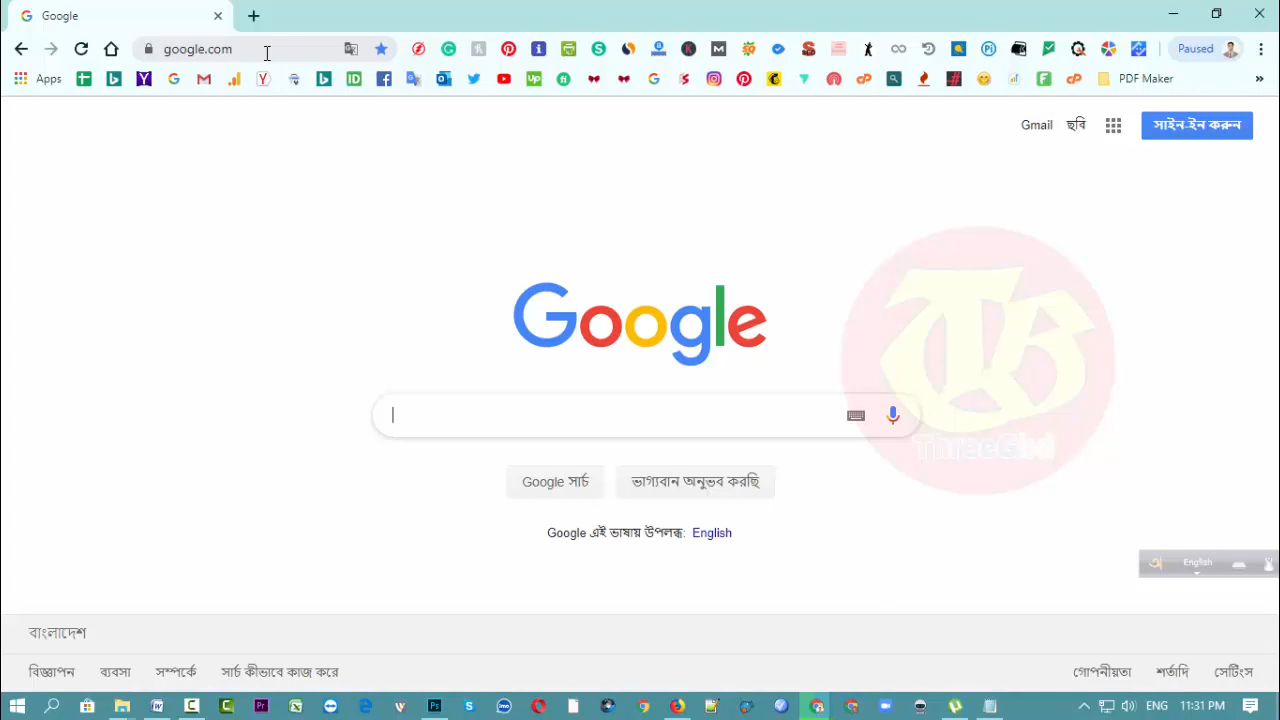 Google
google.com
Paused
Apps
PDF Maker
Gmail ছবি সাইন-ইন করুন
Google
TB
Google সার্চ ভাগ্যবান অনুভব করছি
Google এই ভাষায় উপলব্ধ: English
অ English
বাংলাদেশ
বিজ্ঞাপন ব্যবসা সম্পর্কে সার্চ কীভাবে কাজ করে গোপনীয়তা শর্তাদি সেটিংস
ENG 11:31 PM